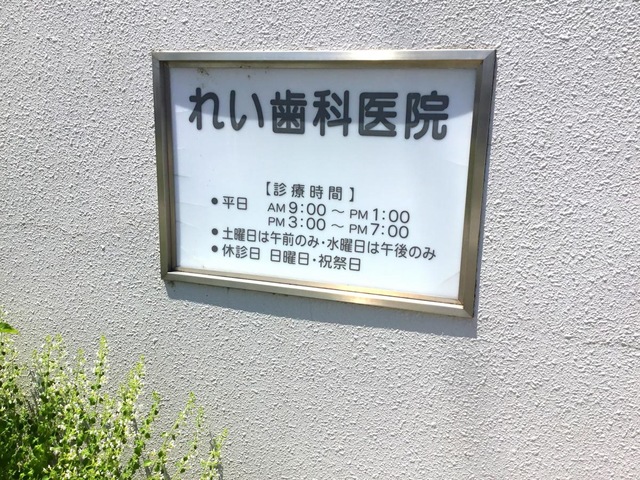 れい歯科医院
【診療時間】
●平日 AM 9:00 〜 PM 1:00
PM 3:00 〜 PM 7:00
●土曜日は午前のみ・水曜日は午後のみ
●休診日 日曜日・祝祭日